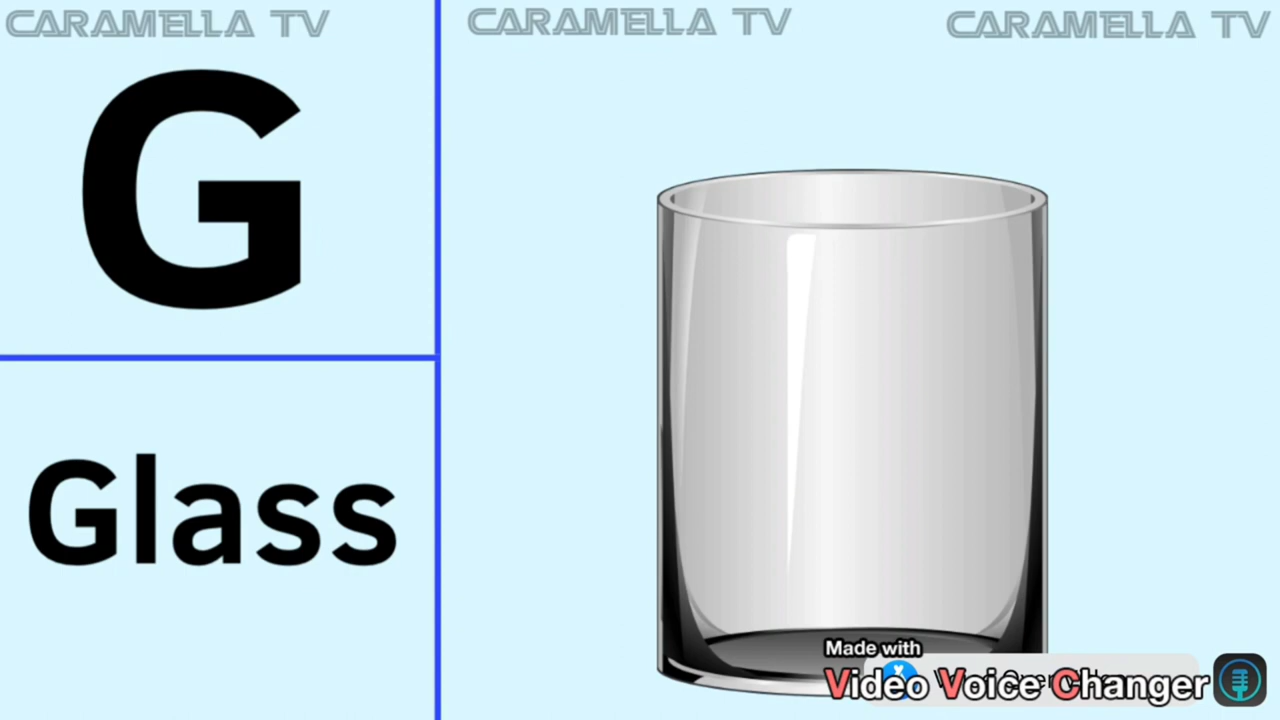 CARAMELLA TV
CARAMELLA TV
CARAMELLA TV
G
Glass
Made with
Video Voice Changer